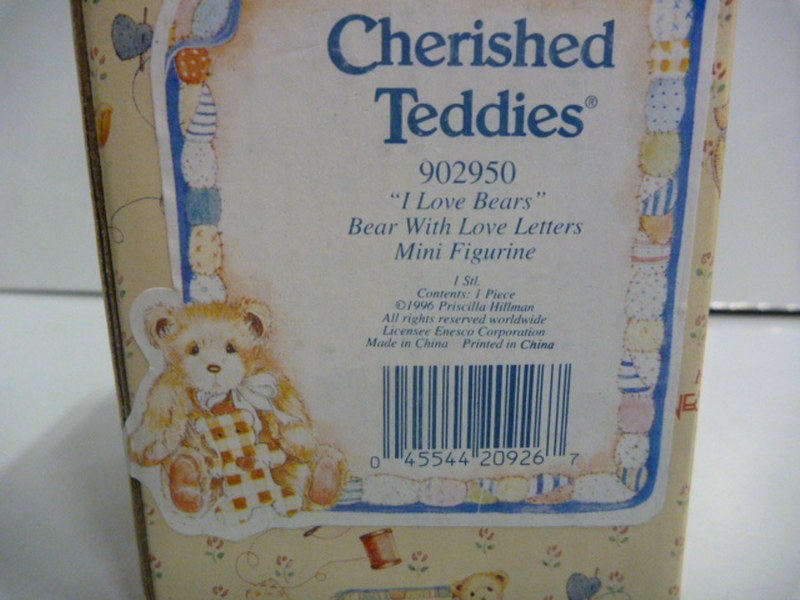 Cherished
Teddies®
902950
"I Love Bears"
Bear With Love Letters
Mini Figurine
1 Stl.
Contents: 1 Piece
©1996 Priscilla Hillman
All rights reserved worldwide
Licensee Enesco Corporation
Made in China Printed in China
0 45544 20926 7